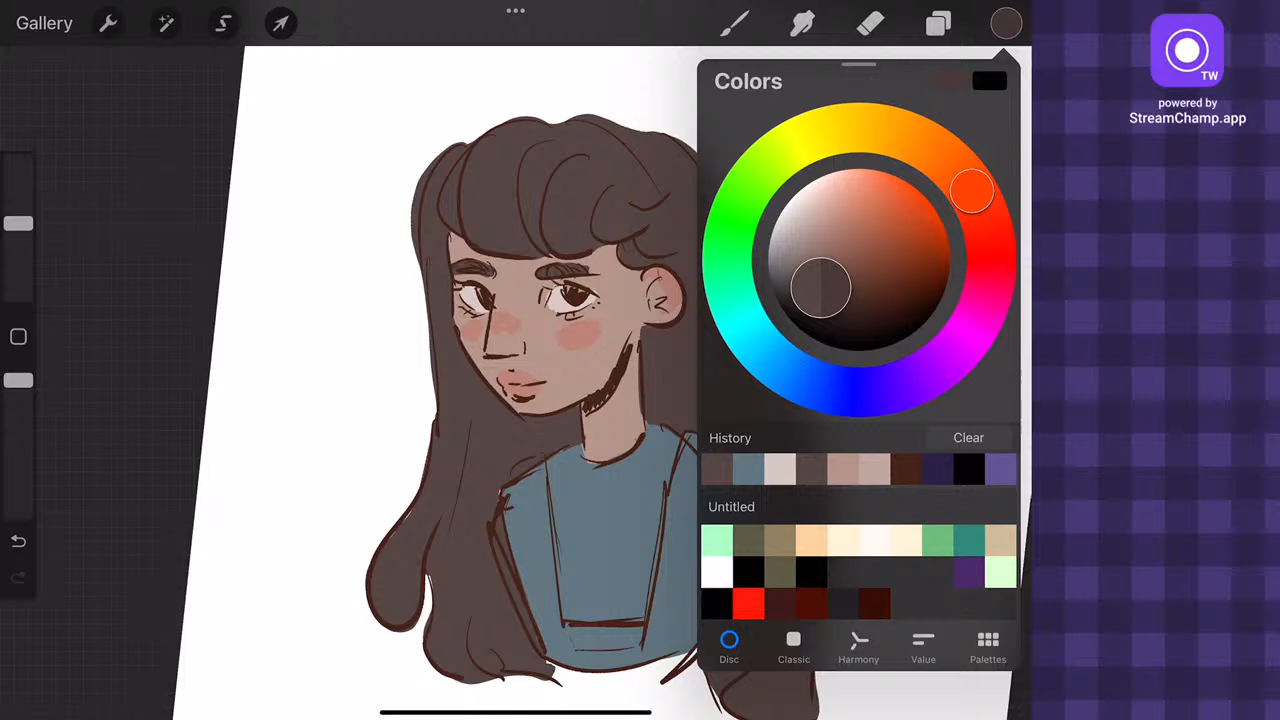 Gallery
Colors
History
Clear
Untitled
Disc
Classic
Harmony
Value
Palettes
TW
powered by
StreamChamp.app